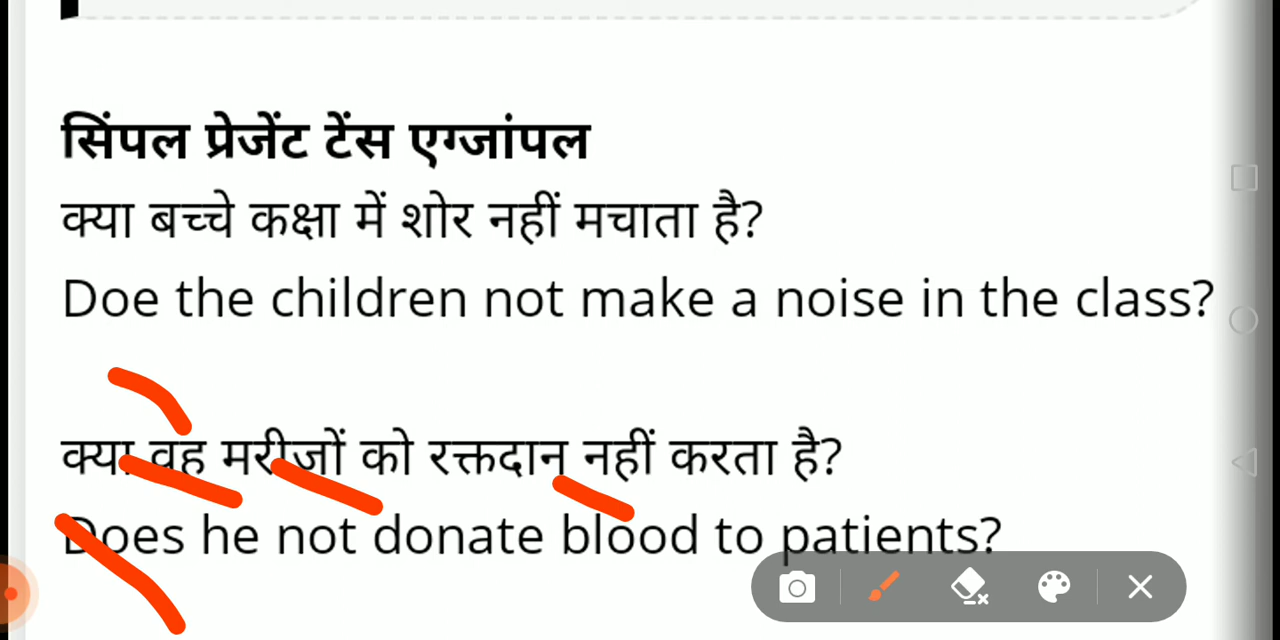 सिंपल प्रेजेंट टेंस एग्जांपल
क्या बच्चे कक्षा में शोर नहीं मचाता है?
Doe the children not make a noise in the class?
क्या वह मरीजों को रक्तदान नहीं करता है?
Does he not donate blood to patients?